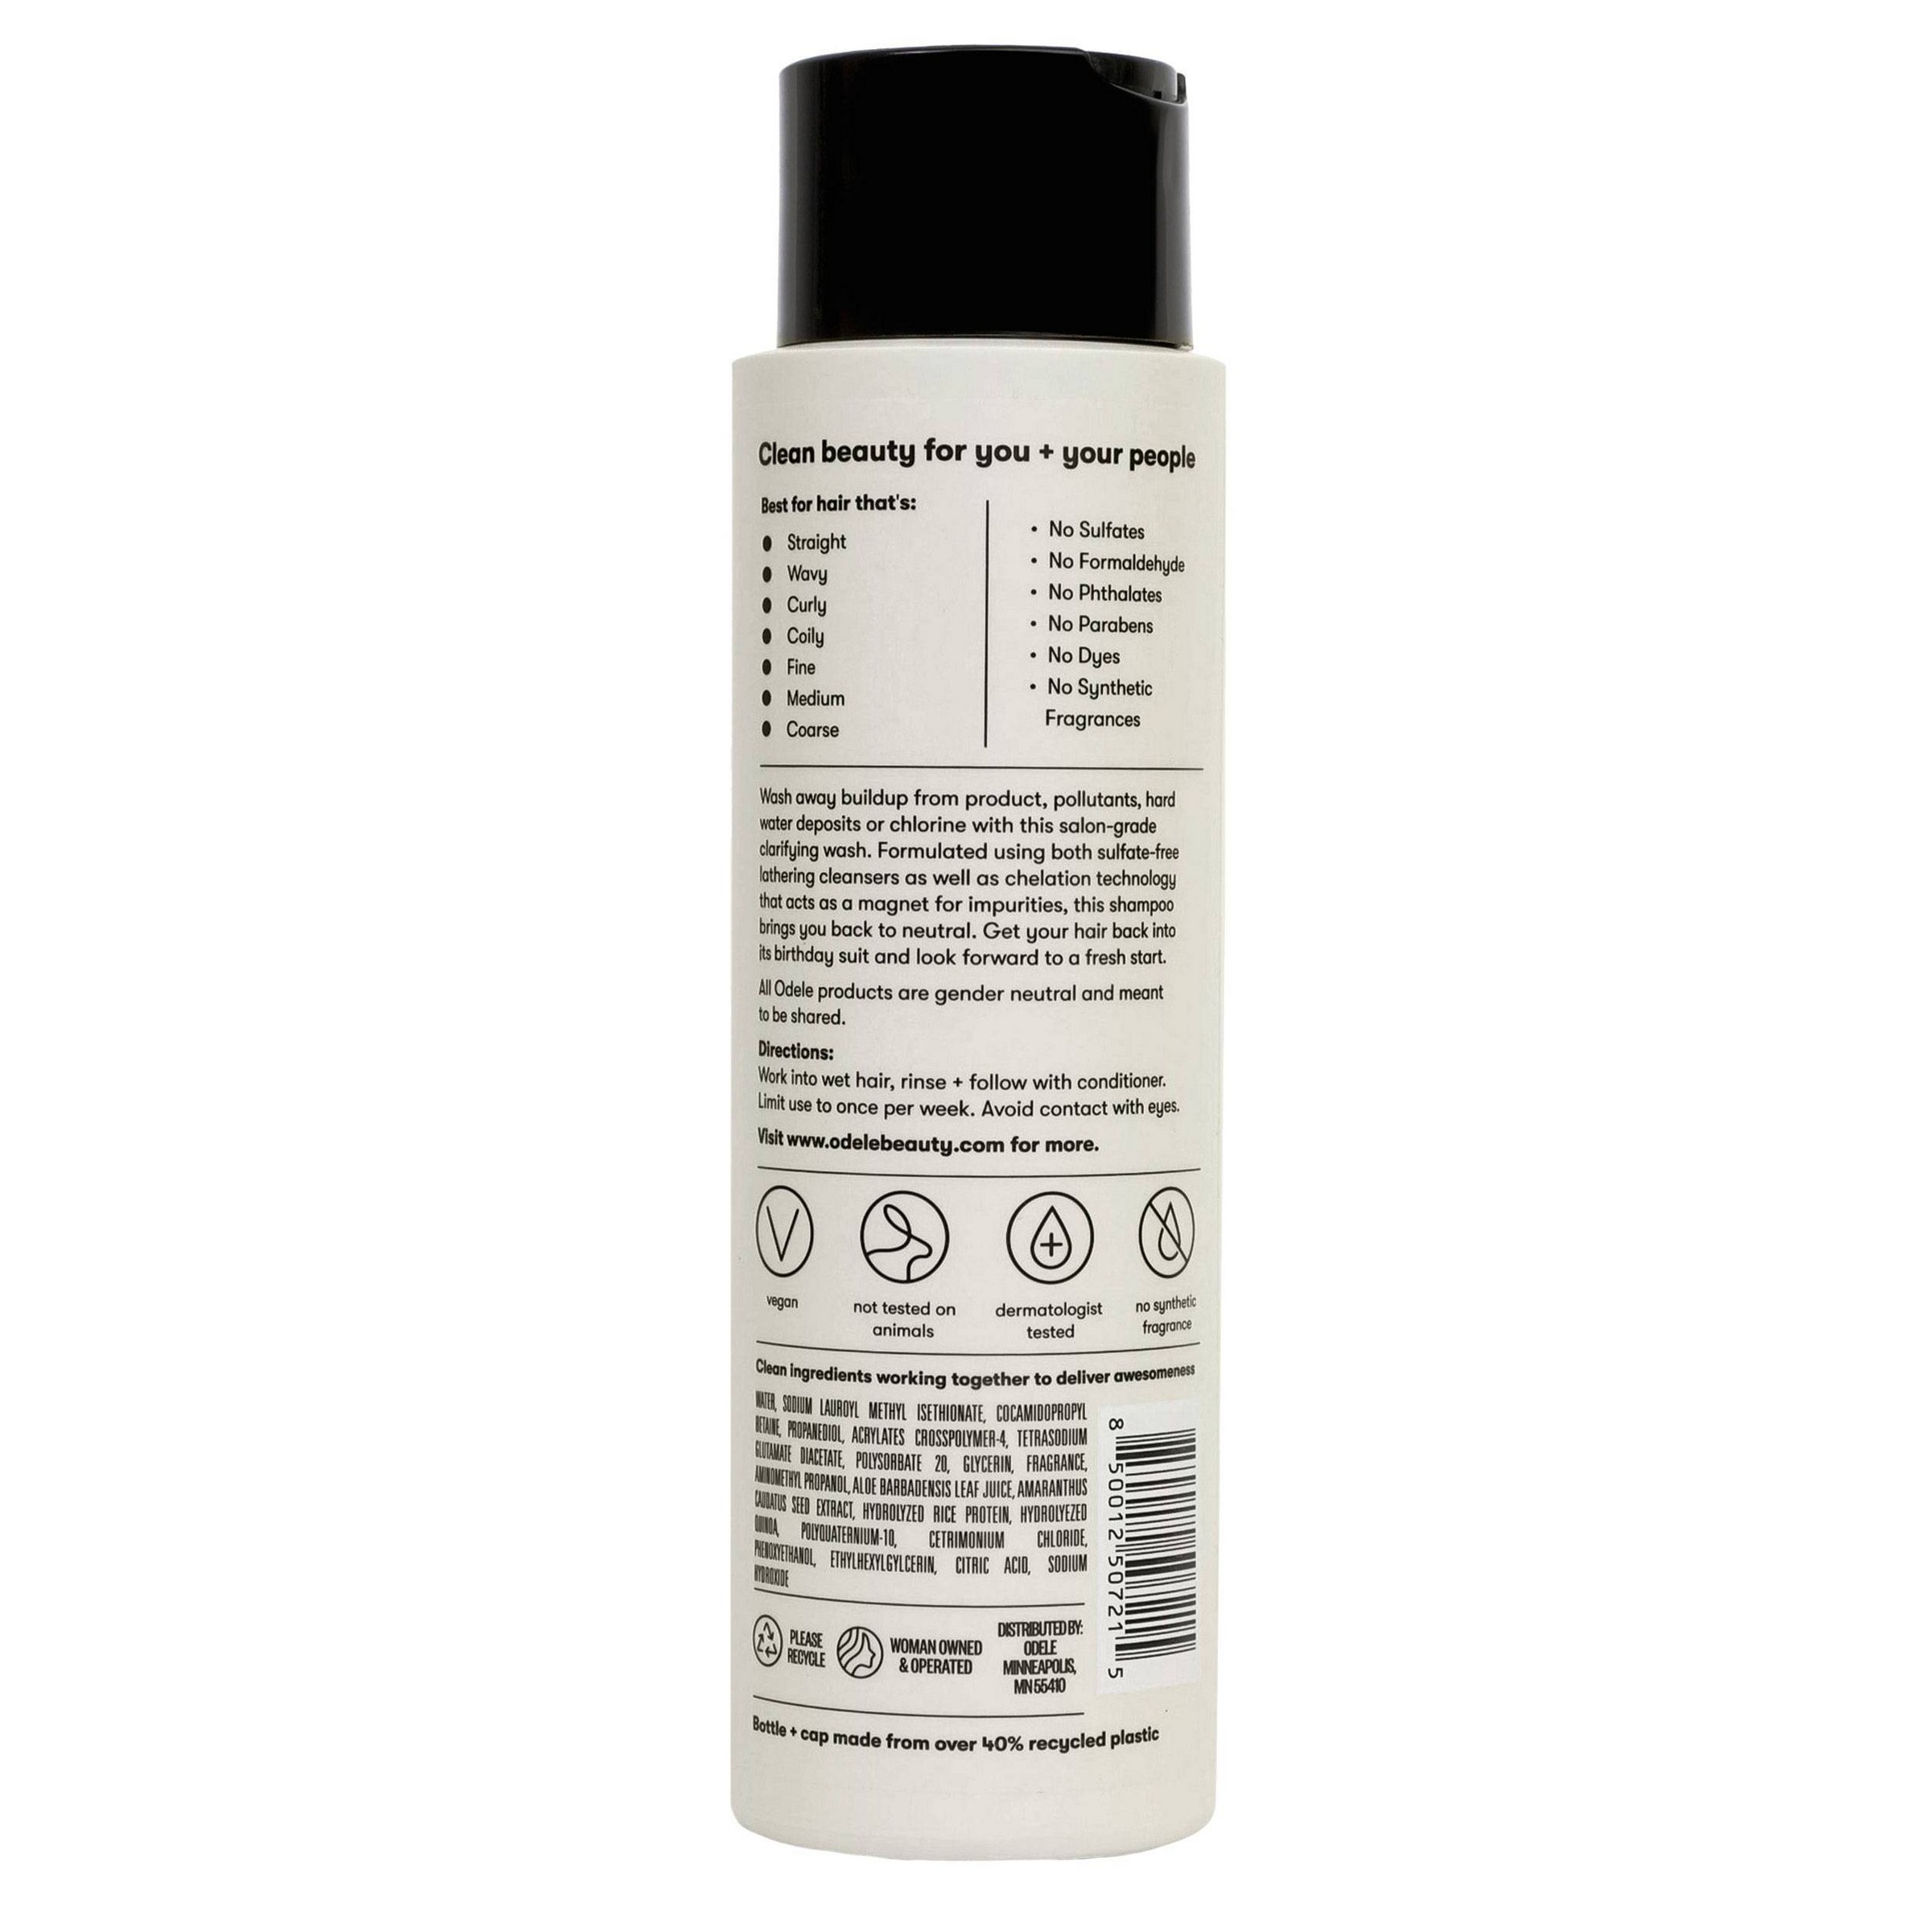 Clean beauty for you + your people
Best for hair that's:
Straight
Wavy
Curly
Coily
Fine
Medium
Coarse
• No Sulfates
• No Formaldehyde
• No Phthalates
• No Parabens
• No Dyes
• No Synthetic
Fragrances
Wash away buildup from product, pollutants, hard
water deposits or chlorine with this salon-grade
clarifying wash. Formulated using both sulfate-free
lathering cleansers as well as chelation technology
that acts as a magnet for impurities, this shampoo
brings you back to neutral. Get your hair back into
its birthday suit and look forward to a fresh start.
All Odele products are gender neutral and meant
to be shared.
Directions:
Work into wet hair, rinse + follow with conditioner.
Limit use to once per week. Avoid contact with eyes.
Visit www.odelebeauty.com for more.
vegan
not tested on
animals
dermatologist
tested
no synthetic
fragrance
Clean ingredients working together to deliver awesomeness
WATER, SODIUM LAUROYL METHYL ISETHIONATE, COCAMIDOPROPYL
BETAINE, PROPANEDIOL, ACRYLATES CROSSPOLYMER-4, TETRASODIUM
GLUTAMATE DIACETATE, POLYSORBATE 20, GLYCERIN, FRAGRANCE,
AMINOMETHYL PROPANOL, ALOE BARBADENSIS LEAF JUICE, AMARANTHUS
CAUDATUS SEED EXTRACT, HYDROLYZED RICE PROTEIN, HYDROLYEZED
QUINOA, POLYQUATERNIUM-10, CETRIMONIUM CHLORIDE,
PHENOXYETHANOL, ETHYLHEXYLGYLCERIN, CITRIC ACID, SODIUM
HYDROXIDE
8 50012 50721 5
PLEASE
RECYCLE
WOMAN OWNED
& OPERATED
DISTRIBUTED BY:
ODELE
MINNEAPOLIS,
MN 55410
Bottle + cap made from over 40% recycled plastic